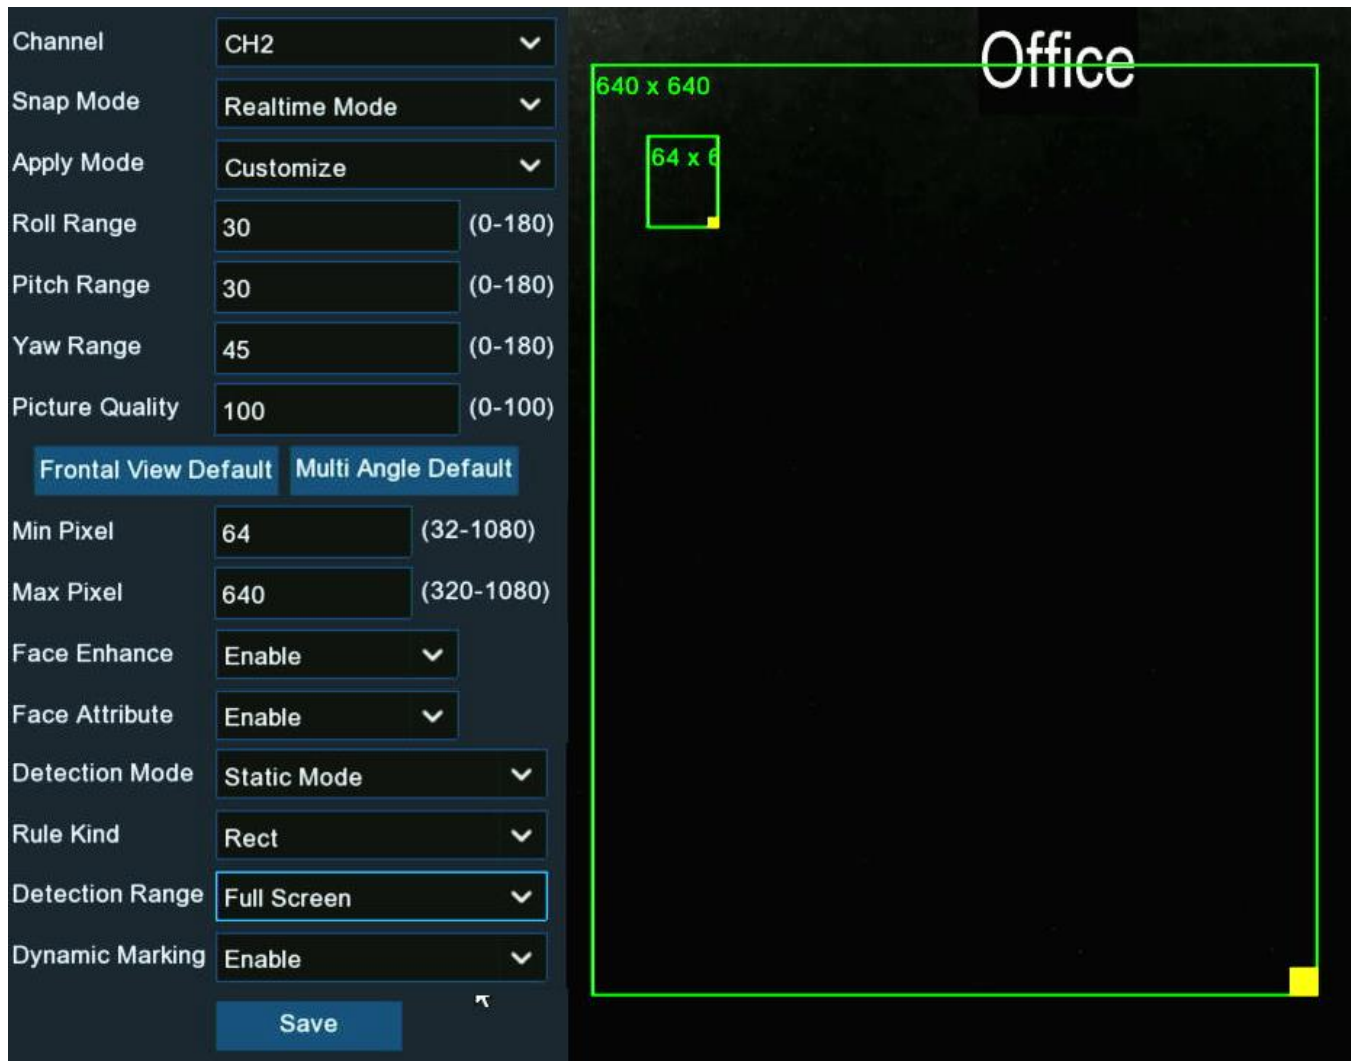 Channel CH2
Snap Mode Realtime Mode
Apply Mode Customize
Roll Range 30 (0-180)
Pitch Range 30 (0-180)
Yaw Range 45 (0-180)
Picture Quality 100 (0-100)
Frontal View Default Multi Angle Default
Min Pixel 64 (32-1080)
Max Pixel 640 (320-1080)
Face Enhance Enable
Face Attribute Enable
Detection Mode Static Mode
Rule Kind Rect
Detection Range Full Screen
Dynamic Marking Enable
Save
Office
640 x 640
64 x 6